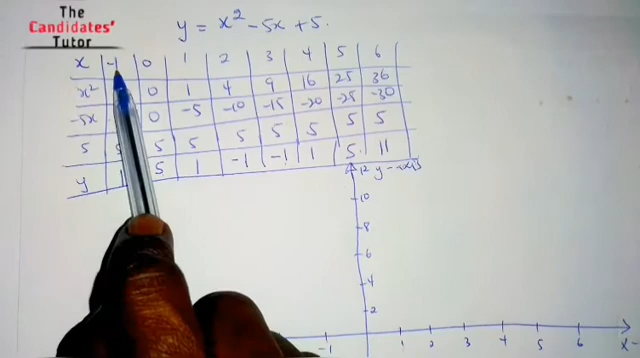 The
Candidates'
Tutor
y = x² - 5x + 5.
x -1 0 1 2 3 4 5 6
x² 0 1 4 9 16 25 36
-5x 0 -5 -10 -15 -20 -25 -30
5 5 5 5 5 5 5 5 5
y 1 5 1 -1 -1 1 5 11
12 y-axis
10
8
6
4
2
-1 1 2 3 4 5 6 x-